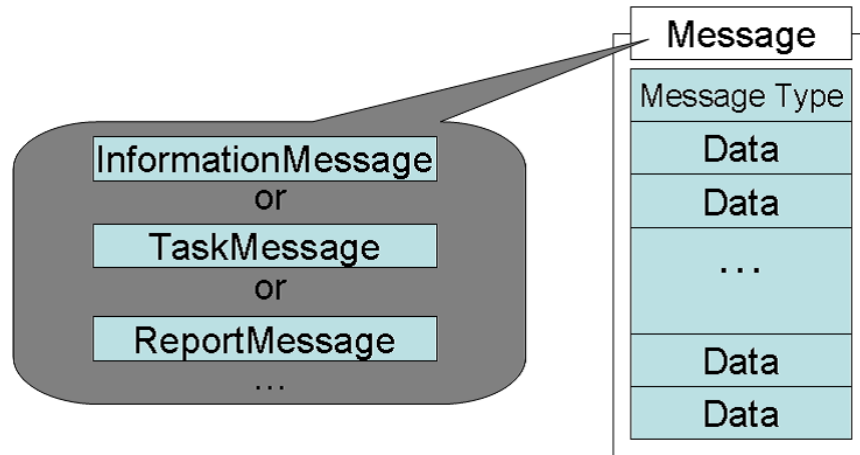 Message
Message Type
Data
Data
...
Data
Data
InformationMessage
or
TaskMessage
or
ReportMessage
...